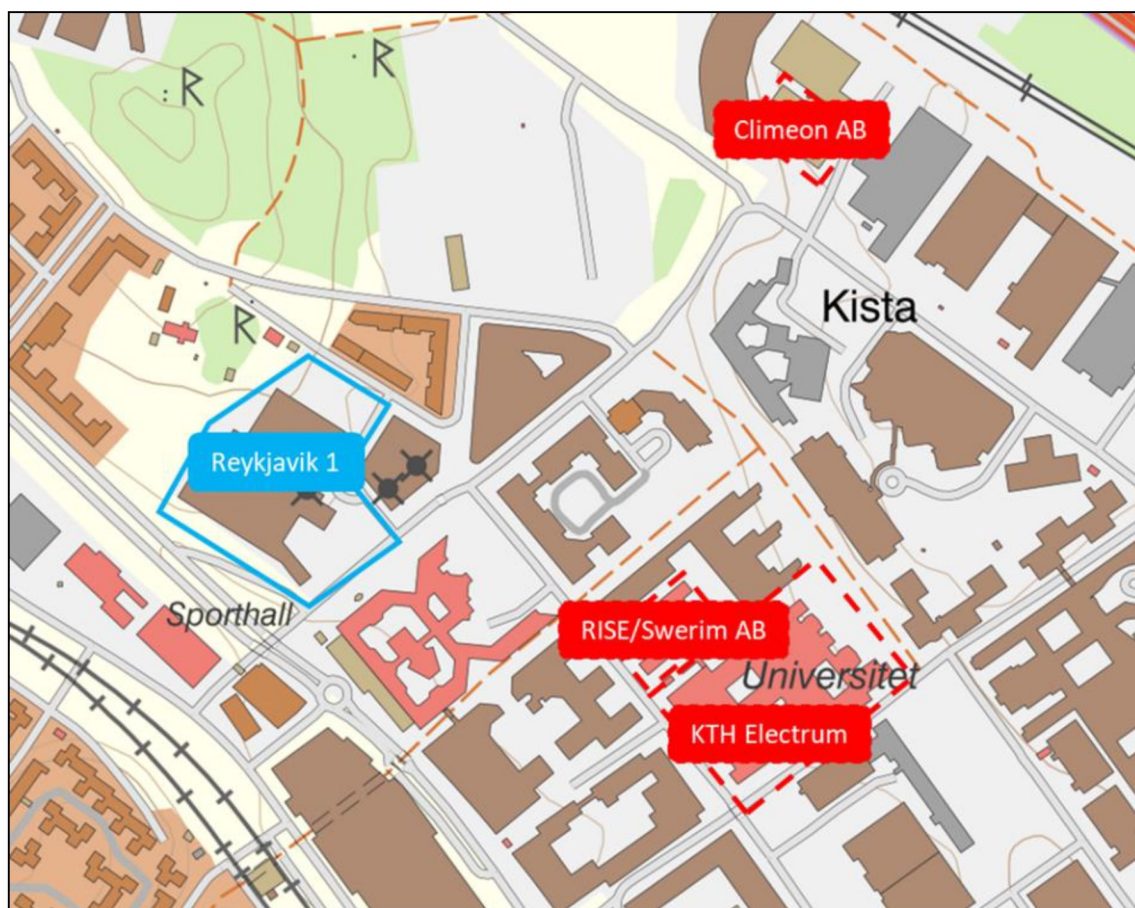 Climeon AB
Kista
Reykjavik 1
Sporthall
RISE/Swerim AB
Universitet
KTH Electrum